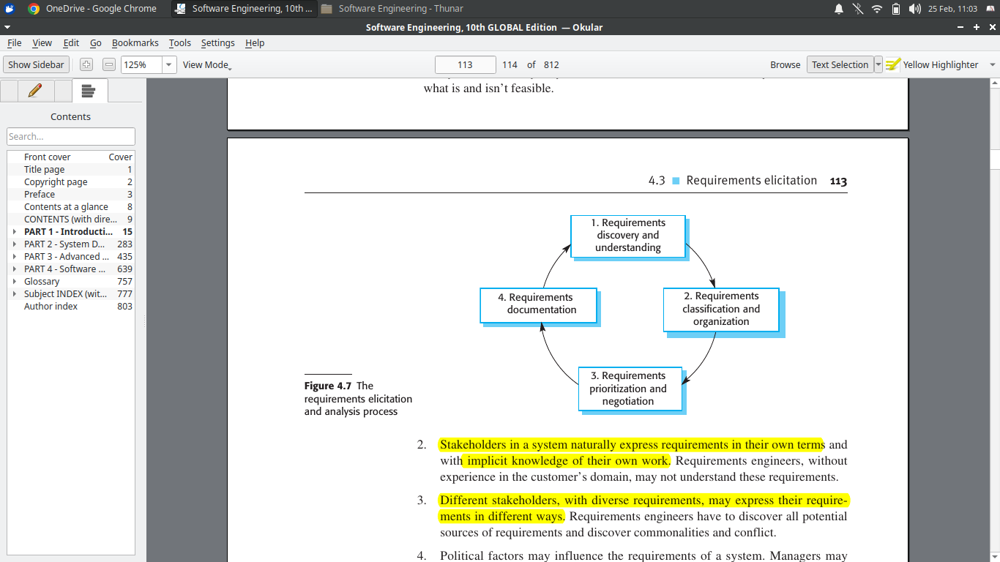 OneDrive - Google Chrome
Software Engineering, 10th ...
Software Engineering - Thunar
25 Feb, 11:03
Software Engineering, 10th GLOBAL Edition — Okular
File View Edit Go Bookmarks Tools Settings Help
Show Sidebar
125%
View Mode
113
114 of 812
Browse
Text Selection
Yellow Highlighter
Contents
Search...
Front cover Cover
Title page 1
Copyright page 2
Preface 3
Contents at a glance 8
CONTENTS (with dire... 9
PART 1 - Introducti... 15
PART 2 - System D... 283
PART 3 - Advanced ... 435
PART 4 - Software ... 639
Glossary 757
Subject INDEX (wit... 777
Author index 803
what is and isn’t feasible.
4.3 Requirements elicitation 113
1. Requirements
discovery and
understanding
2. Requirements
classification and
organization
3. Requirements
prioritization and
negotiation
4. Requirements
documentation
Figure 4.7 The
requirements elicitation
and analysis process
2. Stakeholders in a system naturally express requirements in their own terms and
with implicit knowledge of their own work. Requirements engineers, without
experience in the customer’s domain, may not understand these requirements.
3. Different stakeholders, with diverse requirements, may express their require-
ments in different ways. Requirements engineers have to discover all potential
sources of requirements and discover commonalities and conflict.
4. Political factors may influence the requirements of a system. Managers may